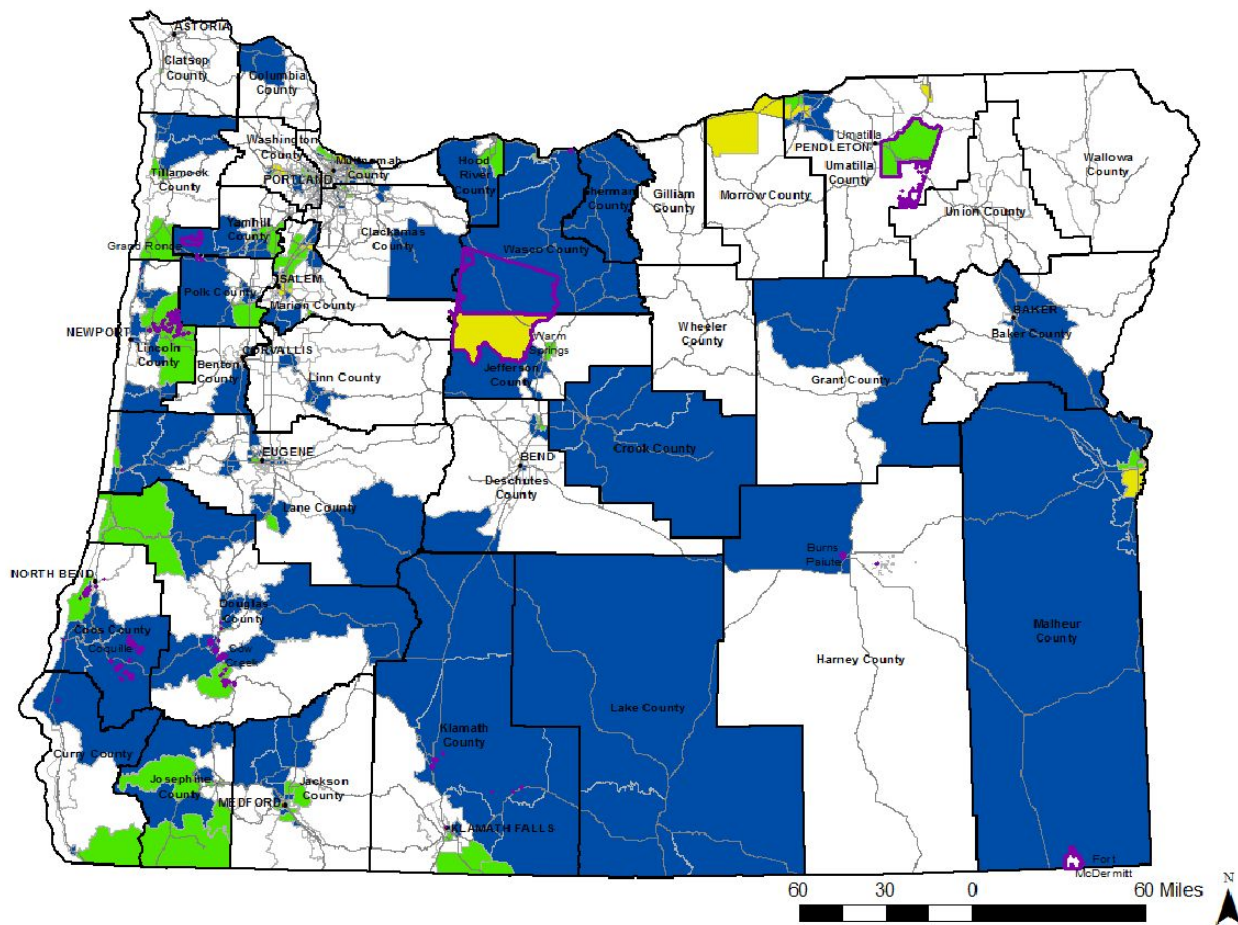 ASTORIA
Clatsop
County
Columbia
County
Washington
County
Multnomah
County
PORTLAND
Tillamook
County
Hood
River
County
Sherman
County
Gilliam
County
Morrow County
Umatilla
PENDLETON
Umatilla
County
Union County
Wallowa
County
Yamhill
County
Clackamas
County
Wasco County
Grand Ronde
SALEM
Polk County
Marion County
NEWPORT
Lincoln
County
Benton
County
CORVALLIS
Linn County
Warm
Springs
Jefferson
County
Wheeler
County
Grant County
BAKER
Baker County
EUGENE
Lane County
BEND
Deschutes
County
Crook County
Burns
Paiute
NORTH BEND
Coos County
Coquille
Douglas
County
Cow
Creek
Harney County
Malheur
County
Lake County
Klamath
County
Curry County
Josephine
County
Jackson
County
MEDFORD
KLAMATH FALLS
Fort
McDermitt
60 30 0 60 Miles
N